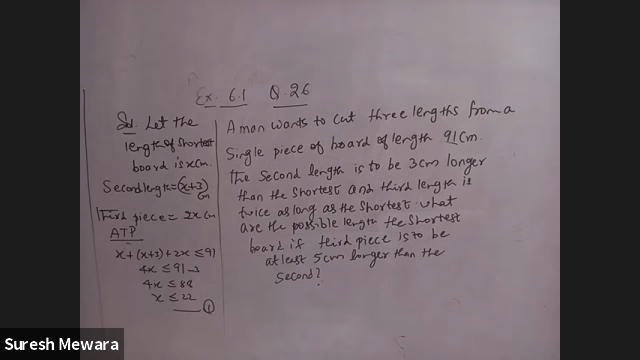 Ex. 6.1 Q.26
Sol. Let the
length of shortest
board is x cm.
Second length = (x+3) cm
Third piece = 2x cm
ATP
x + (x+3) + 2x ≤ 91
4x ≤ 91-3
4x ≤ 88
x ≤ 22
①
A man wants to cut three lengths from a
Single piece of board of length 91 cm.
The Second length is to be 3 cm longer
than the shortest and third length is
twice as long as the shortest. what
are the possible length the shortest
board if third piece is to be
at least 5 cm longer than the
second?
Suresh Mewara